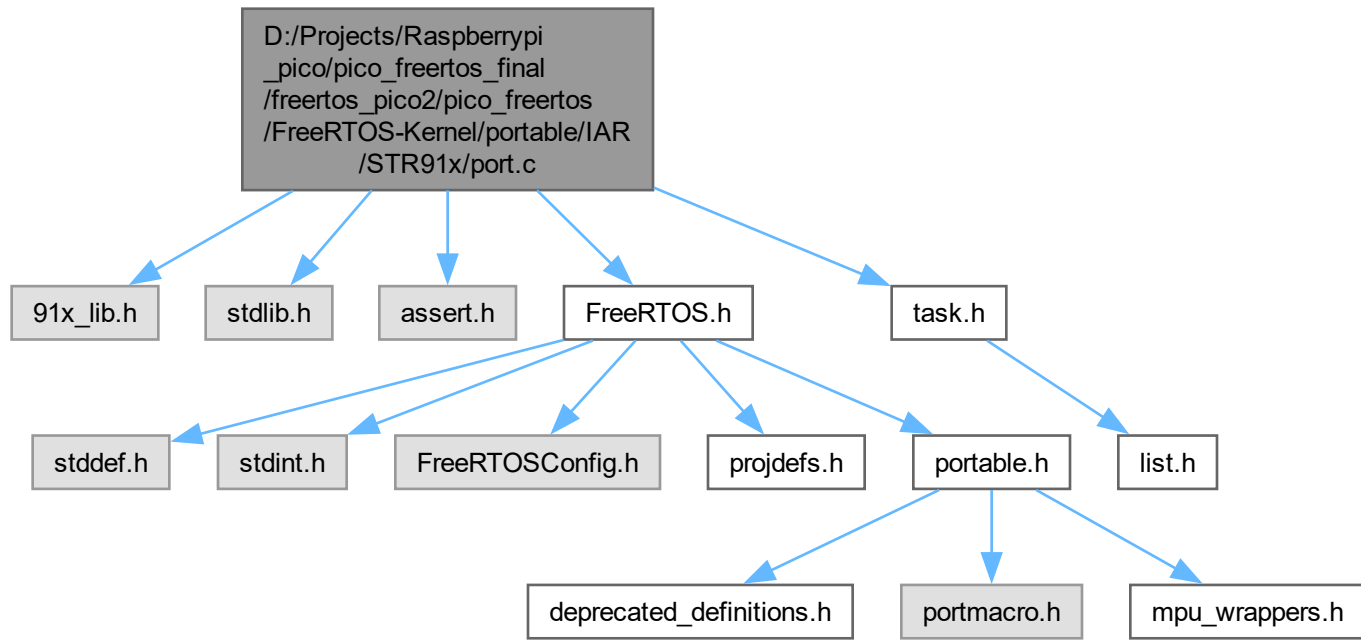 D:/Projects/Raspberrypi
_pico/pico_freertos_final
/freertos_pico2/pico_freertos
/FreeRTOS-Kernel/portable/IAR
/STR91x/port.c
91x_lib.h
stdlib.h
assert.h
FreeRTOS.h
task.h
stddef.h
stdint.h
FreeRTOSConfig.h
projdefs.h
portable.h
list.h
deprecated_definitions.h
portmacro.h
mpu_wrappers.h